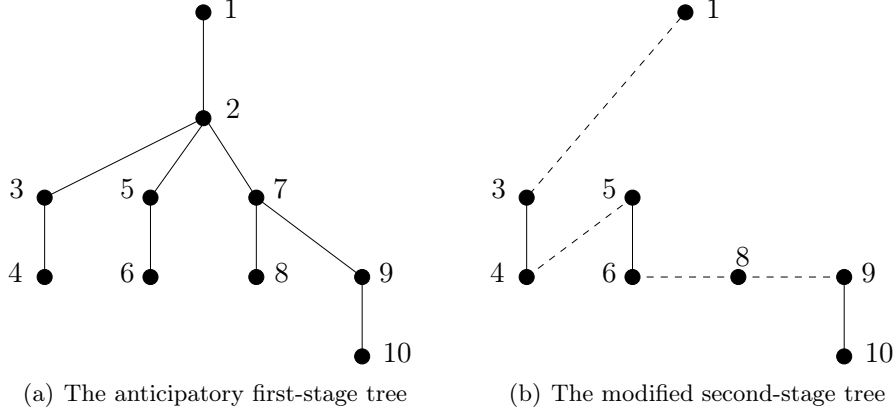 1 1
2
3 5 7 3 5
4 6 8 9 4 6 8 9
10 10
(a) The anticipatory first-stage tree (b) The modified second-stage tree